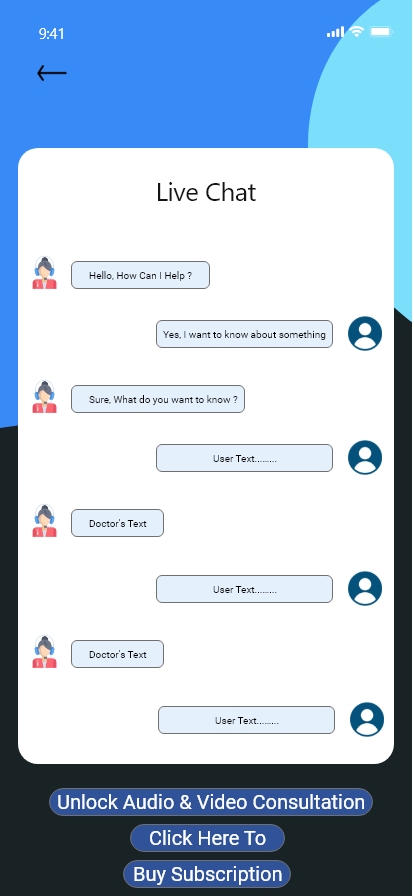 9:41
Live Chat
Hello, How Can I Help ?
Yes, I want to know about something
Sure, What do you want to know ?
User Text.........
Doctor's Text
User Text.........
Doctor's Text
User Text.........
Unlock Audio & Video Consultation
Click Here To
Buy Subscription